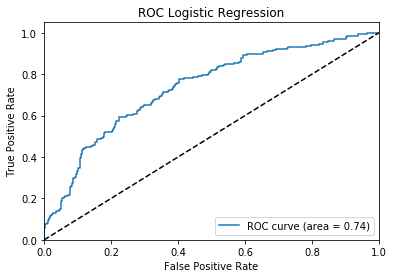 ROC Logistic Regression
1.0
0.8
0.6
0.4
0.2
0.0
True Positive Rate
ROC curve (area = 0.74)
0.0 0.2 0.4 0.6 0.8 1.0
False Positive Rate